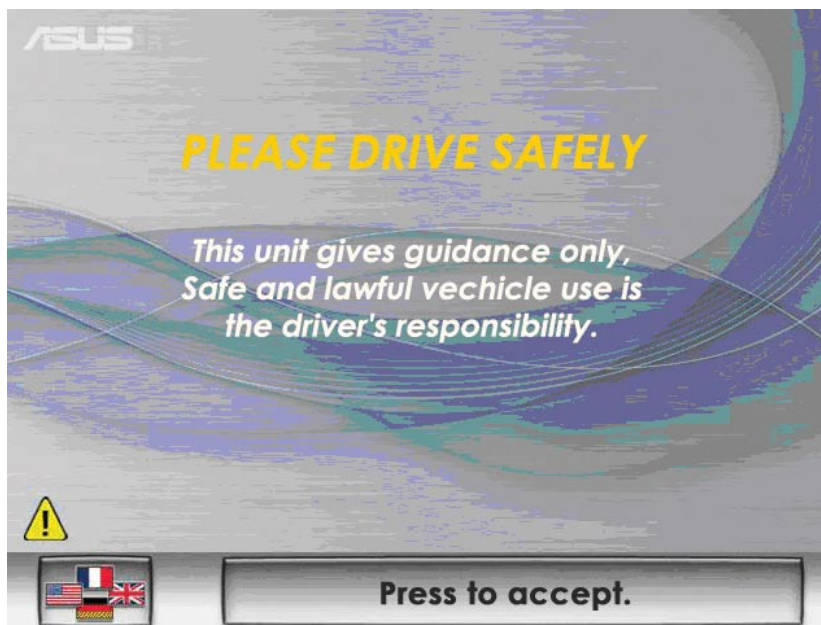 ASUS
PLEASE DRIVE SAFELY
This unit gives guidance only,
Safe and lawful vechicle use is
the driver's responsibility.
Press to accept.